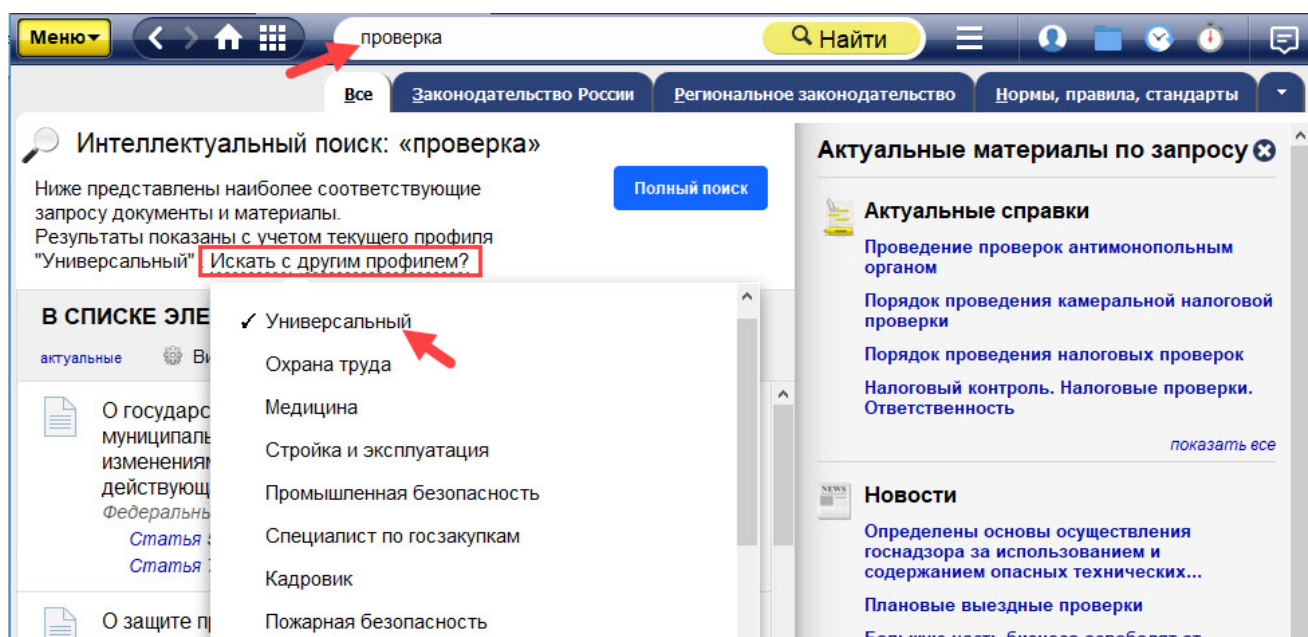 Меню
проверка
Найти
Все
Законодательство России
Региональное законодательство
Нормы, правила, стандарты
Интеллектуальный поиск: «проверка»
Ниже представлены наиболее соответствующие
запросу документы и материалы.
Результаты показаны с учетом текущего профиля
"Универсальный" Искать с другим профилем?
Полный поиск
В СПИСКЕ ЭЛЕ
актуальные
Ви
О государс
муниципаль
изменениям
действующ
Федеральнь
Статья
Статья
О защите п
✓ Универсальный
Охрана труда
Медицина
Стройка и эксплуатация
Промышленная безопасность
Специалист по госзакупкам
Кадровик
Пожарная безопасность
Актуальные материалы по запросу
Актуальные справки
Проведение проверок антимонопольным
органом
Порядок проведения камеральной налоговой
проверки
Порядок проведения налоговых проверок
Налоговый контроль. Налоговые проверки.
Ответственность
показать все
NEWS
Новости
Определены основы осуществления
госнадзора за использованием и
содержанием опасных технических...
Плановые выездные проверки